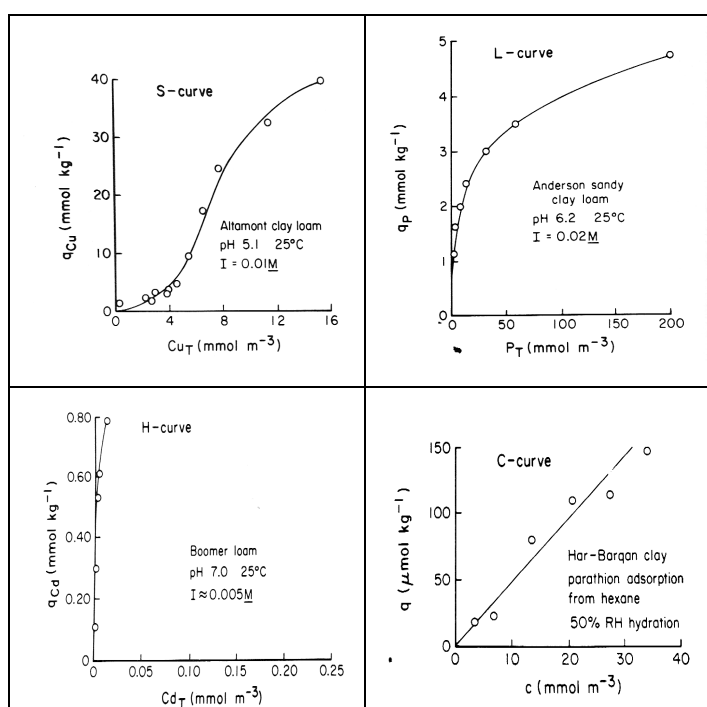 S-curve
40
30
20
10
0
q_Cu (mmol kg⁻¹)
Altamont clay loam
pH 5.1 25°C
I = 0.01M
0 4 8 12 16
Cu_T (mmol m⁻³)
L-curve
5
4
3
2
1
0
q_P (mmol kg⁻¹)
Anderson sandy
clay loam
pH 6.2 25°C
I = 0.02M
0 50 100 150 200
P_T (mmol m⁻³)
H-curve
0.80
0.60
0.40
0.20
0
q_Cd (mmol kg⁻¹)
Boomer loam
pH 7.0 25°C
I ≈ 0.005M
0 0.05 0.10 0.15 0.20 0.25
Cd_T (mmol m⁻³)
C-curve
150
100
50
0
q (μmol kg⁻¹)
Har-Barqan clay
parathion adsorption
from hexane
50% RH hydration
0 10 20 30 40
c (mmol m⁻³)